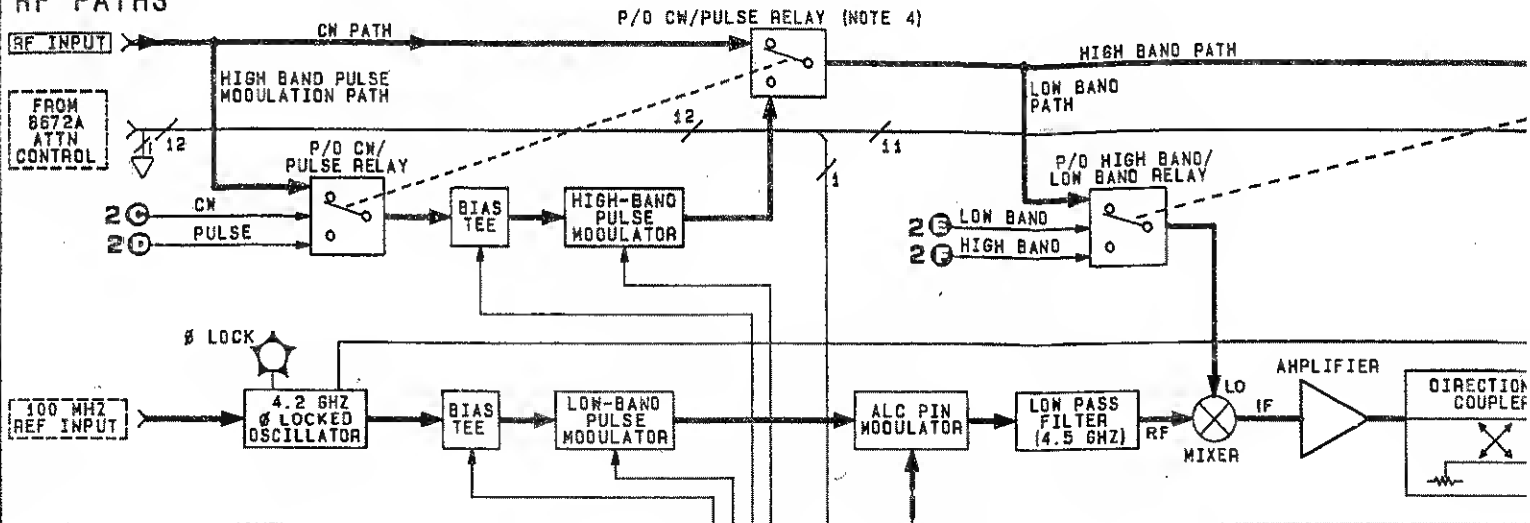 RF PATHS
RF INPUT
CW PATH
P/O CW/PULSE RELAY (NOTE 4)
HIGH BAND PATH
HIGH BAND PULSE
MODULATION PATH
LOW BAND
PATH
FROM
8672A
ATTN
CONTROL
12
12
11
1
P/O CW/
PULSE RELAY
P/O HIGH BAND/
LOW BAND RELAY
2 C CW
2 D PULSE
BIAS
TEE
HIGH-BAND
PULSE
MODULATOR
2 E LOW BAND
2 F HIGH BAND
Ø LOCK
100 MHZ
REF INPUT
4.2 GHZ
Ø LOCKED
OSCILLATOR
BIAS
TEE
LOW-BAND
PULSE
MODULATOR
ALC PIN
MODULATOR
LOW PASS
FILTER
(4.5 GHZ)
RF
LO
IF
MIXER
AMPLIFIER
DIRECTION
COUPLER